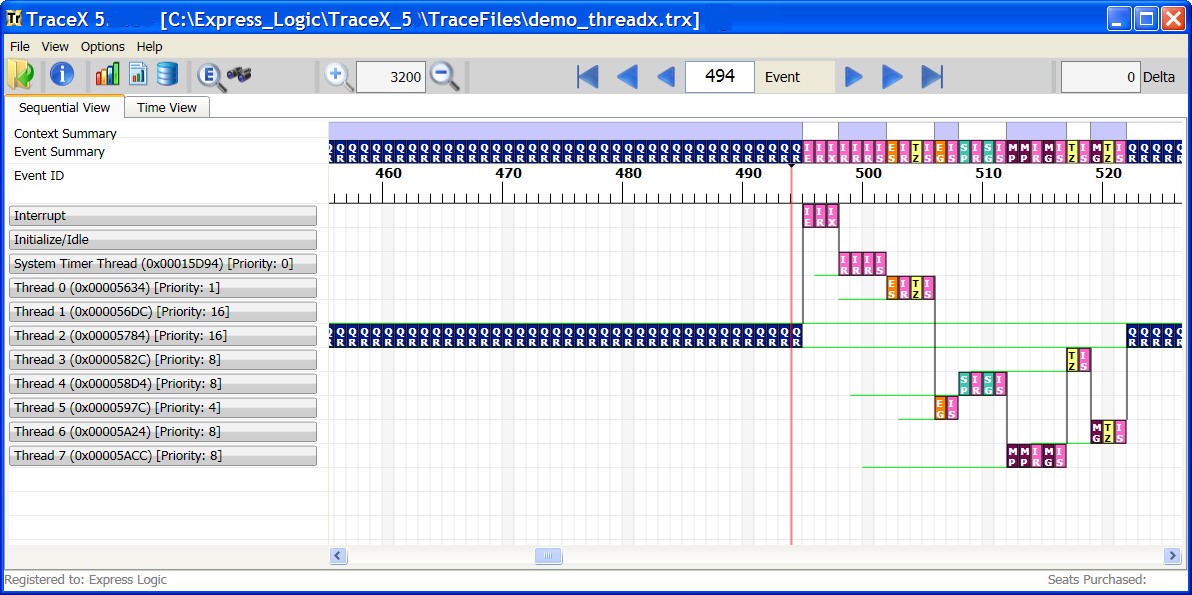 TraceX 5. [C:\Express_Logic\TraceX_5 \TraceFiles\demo_threadx.trx]
File View Options Help
3200 494 Event 0 Delta
Sequential View Time View
Context Summary
Event Summary
Event ID 460 470 480 490 500 510 520
Interrupt
Initialize/Idle
System Timer Thread (0x00015D94) [Priority: 0]
Thread 0 (0x00005634) [Priority: 1]
Thread 1 (0x000056DC) [Priority: 16]
Thread 2 (0x00005784) [Priority: 16]
Thread 3 (0x0000582C) [Priority: 8]
Thread 4 (0x000058D4) [Priority: 8]
Thread 5 (0x0000597C) [Priority: 4]
Thread 6 (0x00005A24) [Priority: 8]
Thread 7 (0x00005ACC) [Priority: 8]
Registered to: Express Logic Seats Purchased: